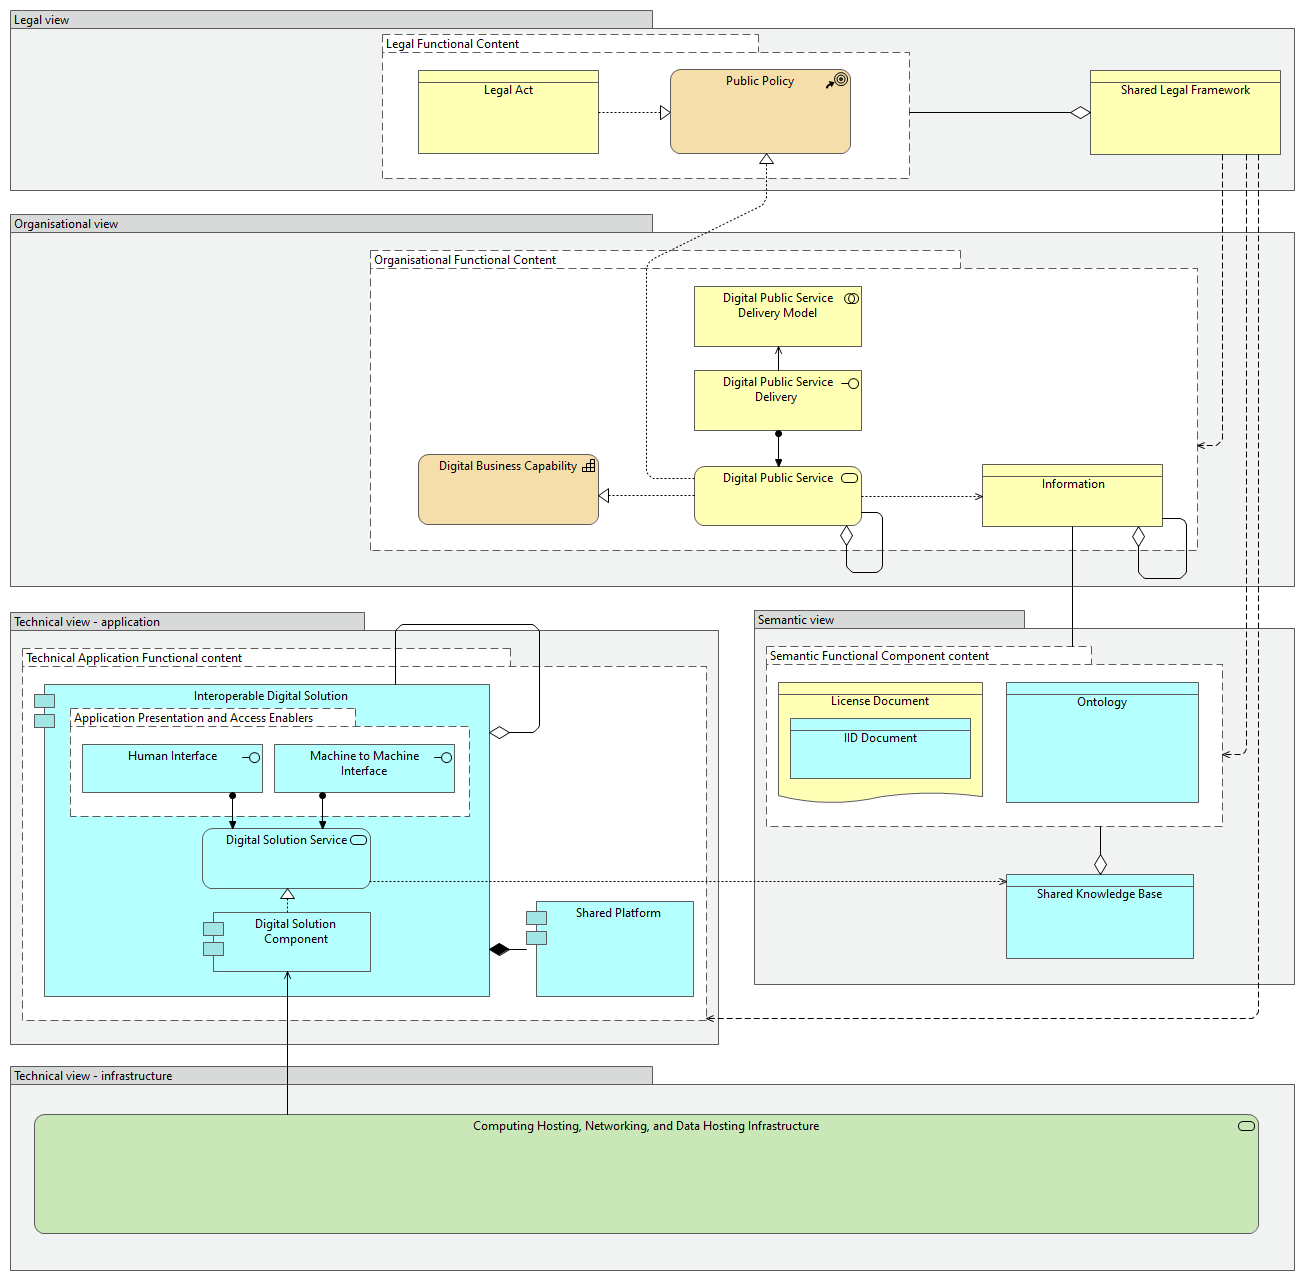 Legal view
Legal Functional Content
Legal Act
Public Policy
Shared Legal Framework
Organisational view
Organisational Functional Content
Digital Public Service
Delivery Model
Digital Public Service
Delivery
Digital Business Capability
Digital Public Service
Information
Technical view - application
Technical Application Functional content
Interoperable Digital Solution
Application Presentation and Access Enablers
Human Interface
Machine to Machine
Interface
Digital Solution Service
Digital Solution
Component
Shared Platform
Semantic view
Semantic Functional Component content
License Document
IID Document
Ontology
Shared Knowledge Base
Technical view - infrastructure
Computing Hosting, Networking, and Data Hosting Infrastructure